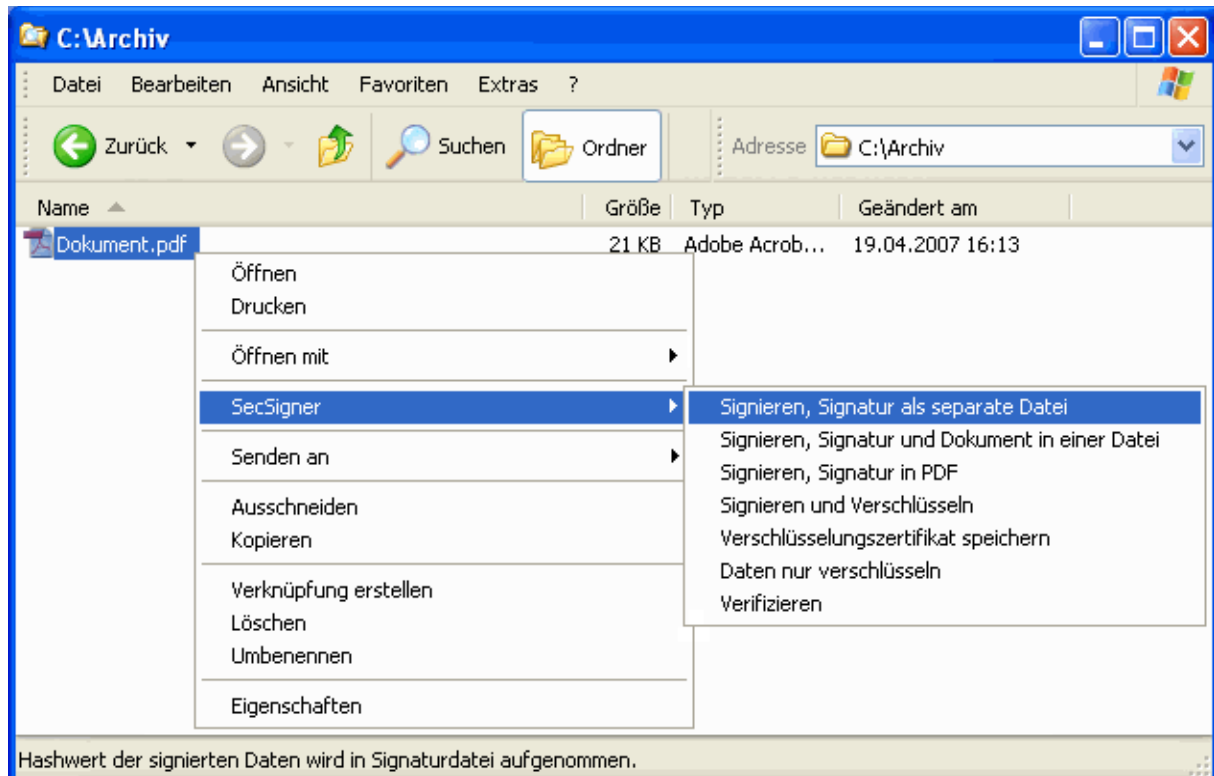 C:\Archiv
Datei Bearbeiten Ansicht Favoriten Extras ?
Zurück Suchen Ordner Adresse C:\Archiv
Name Größe Typ Geändert am
Dokument.pdf 21 KB Adobe Acrob... 19.04.2007 16:13
Öffnen
Drucken
Öffnen mit
SecSigner
Senden an
Ausschneiden
Kopieren
Verknüpfung erstellen
Löschen
Umbenennen
Eigenschaften
Signieren, Signatur als separate Datei
Signieren, Signatur und Dokument in einer Datei
Signieren, Signatur in PDF
Signieren und Verschlüsseln
Verschlüsselungszertifikat speichern
Daten nur verschlüsseln
Verifizieren
Hashwert der signierten Daten wird in Signaturdatei aufgenommen.